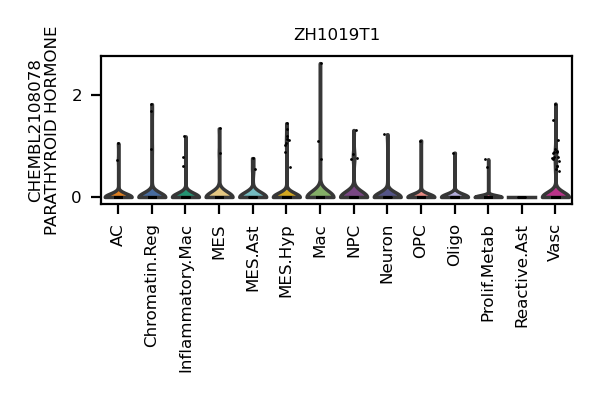 ZH1019T1
CHEMBL2108078
PARATHYROID HORMONE
2
0
AC
Chromatin.Reg
Inflammatory.Mac
MES
MES.Ast
MES.Hyp
Mac
NPC
Neuron
OPC
Oligo
Prolif.Metab
Reactive.Ast
Vasc